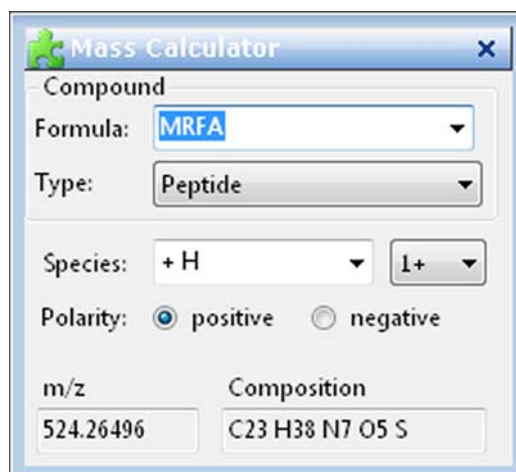 Mass Calculator
Compound
Formula: MRFA
Type: Peptide
Species: + H 1+
Polarity: positive negative
m/z Composition
524.26496 C23 H38 N7 O5 S